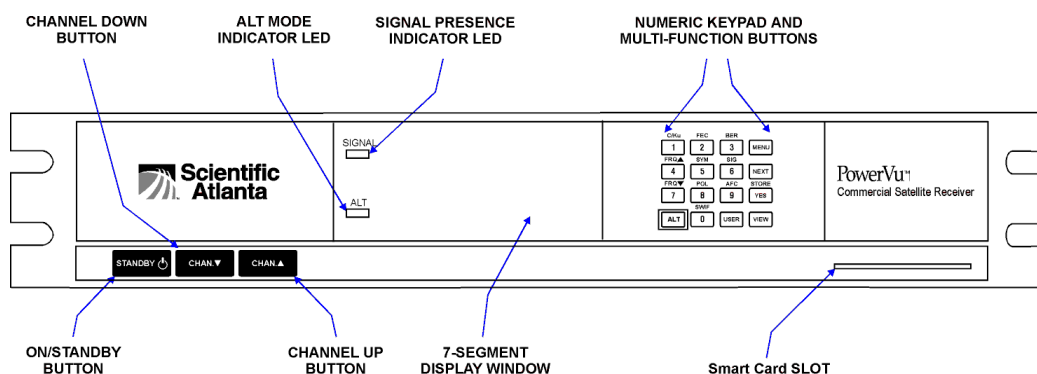 CHANNEL DOWN
BUTTON
ALT MODE
INDICATOR LED
SIGNAL PRESENCE
INDICATOR LED
NUMERIC KEYPAD AND
MULTI-FUNCTION BUTTONS
Scientific
Atlanta
SIGNAL
ALT
C/Ku FEC BER
1 2 3 MENU
FRQ▲ SYM SIG
4 5 6 NEXT
FRQ▼ POL AFC STORE
7 8 9 YES
SWIF
ALT 0 USER VIEW
PowerVu™
Commercial Satellite Receiver
STANDBY CHAN.▼ CHAN.▲
ON/STANDBY
BUTTON
CHANNEL UP
BUTTON
7-SEGMENT
DISPLAY WINDOW
Smart Card SLOT